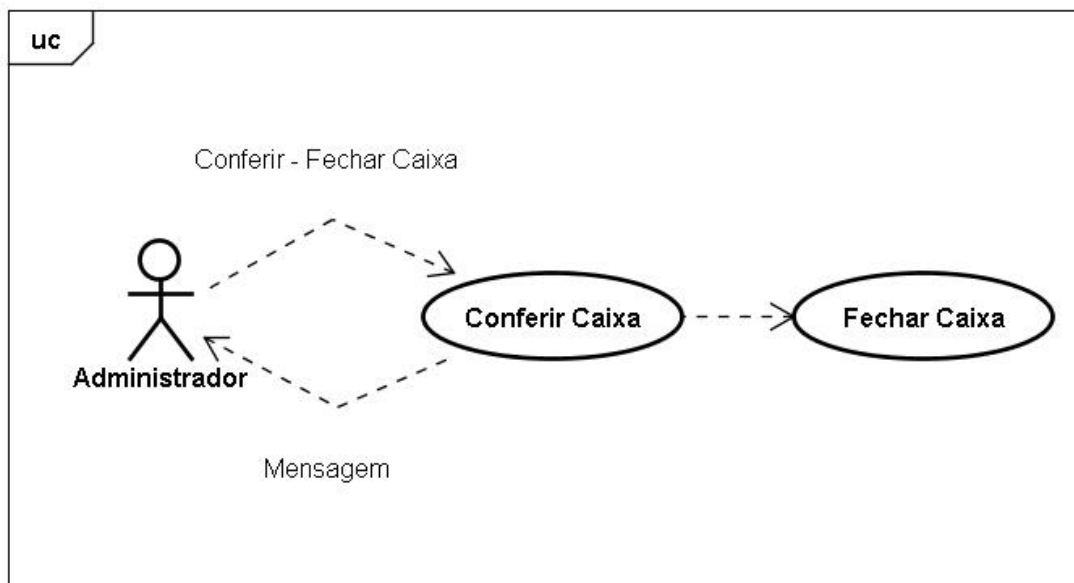 uc
Conferir - Fechar Caixa
Conferir Caixa
Fechar Caixa
Administrador
Mensagem